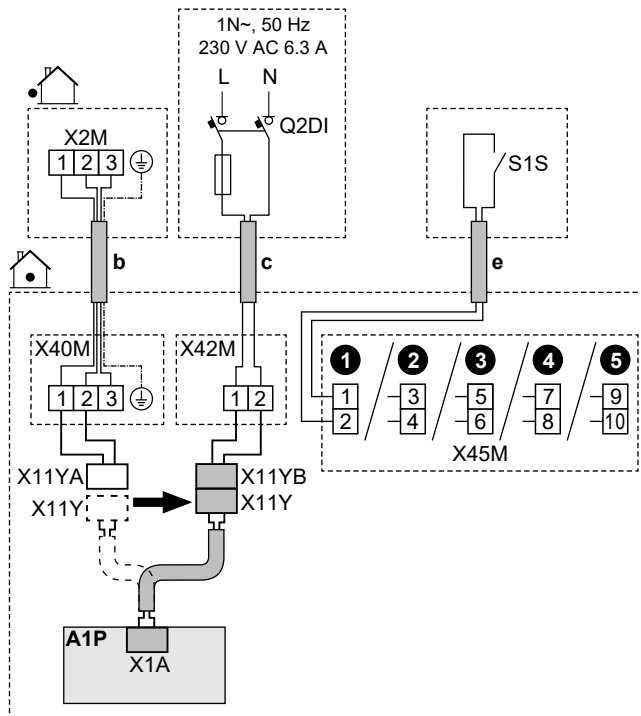 1N~, 50 Hz
230 V AC 6.3 A
L N
Q2DI
X2M
1 2 3
S1S
b
c
e
X40M
1 2 3
X42M
1 2
1 2 3 4 5
1 3 5 7 9
2 4 6 8 10
X45M
X11YA
X11YB
X11Y
X11Y
A1P
X1A